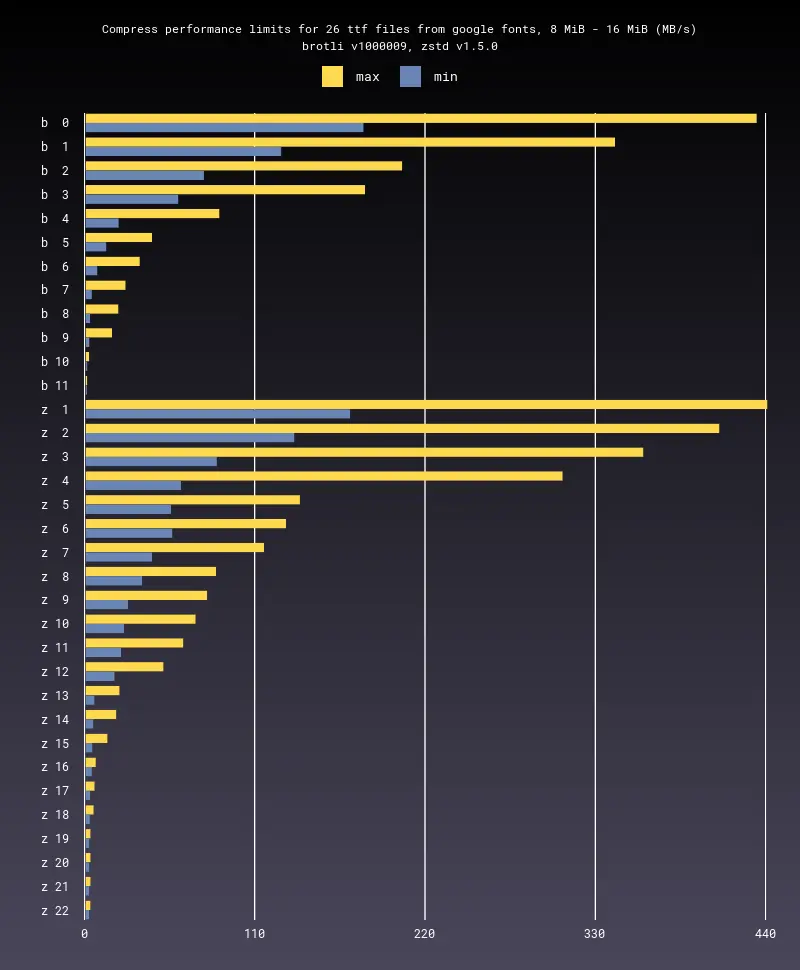 Compress performance limits for 26 ttf files from google fonts, 8 MiB - 16 MiB (MB/s)
brotli v1000009, zstd v1.5.0
max min
b 0
b 1
b 2
b 3
b 4
b 5
b 6
b 7
b 8
b 9
b 10
b 11
z 1
z 2
z 3
z 4
z 5
z 6
z 7
z 8
z 9
z 10
z 11
z 12
z 13
z 14
z 15
z 16
z 17
z 18
z 19
z 20
z 21
z 22
0 110 220 330 440